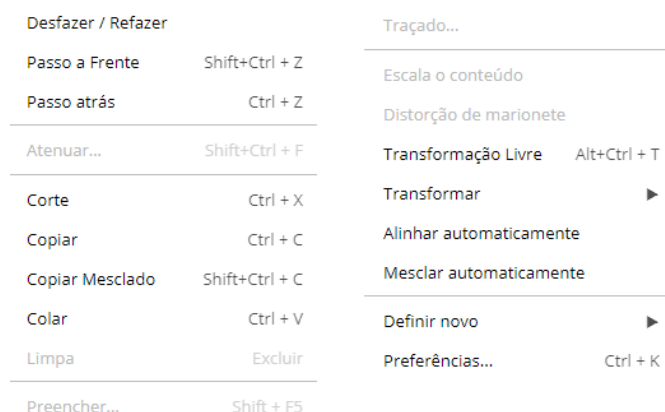 Desfazer / Refazer
Passo a Frente Shift+Ctrl + Z
Passo atrás Ctrl + Z
Atenuar... Shift+Ctrl + F
Corte Ctrl + X
Copiar Ctrl + C
Copiar Mesclado Shift+Ctrl + C
Colar Ctrl + V
Limpa Excluir
Preencher... Shift + F5
Traçado...
Escala o conteúdo
Distorção de marionete
Transformação Livre Alt+Ctrl + T
Transformar
Alinhar automaticamente
Mesclar automaticamente
Definir novo
Preferências... Ctrl + K